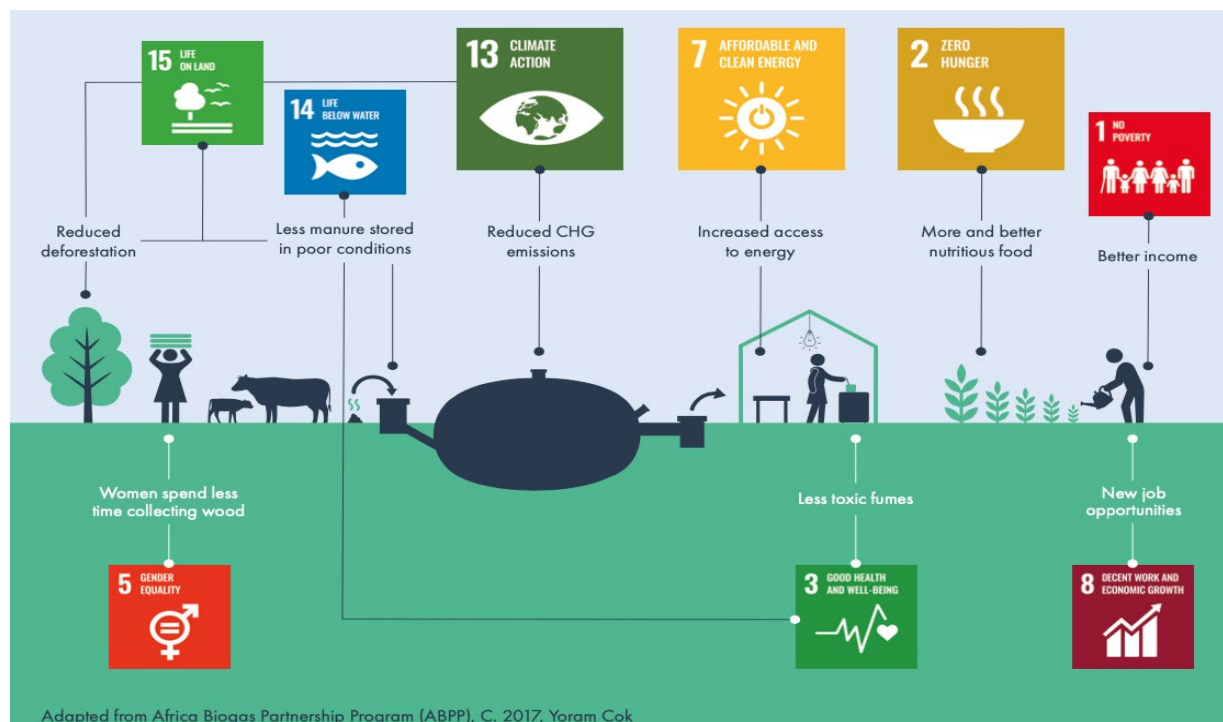 15 LIFE
ON LAND
14 LIFE
BELOW WATER
13 CLIMATE
ACTION
7 AFFORDABLE AND
CLEAN ENERGY
2 ZERO
HUNGER
1 NO
POVERTY
Reduced
deforestation
Less manure stored
in poor conditions
Reduced CHG
emissions
Increased access
to energy
More and better
nutritious food
Better income
Women spend less
time collecting wood
Less toxic fumes
New job
opportunities
5 GENDER
EQUALITY
3 GOOD HEALTH
AND WELL-BEING
8 DECENT WORK AND
ECONOMIC GROWTH
Adapted from Africa Biogas Partnership Program (ABPP), C. 2017, Yoram Cok